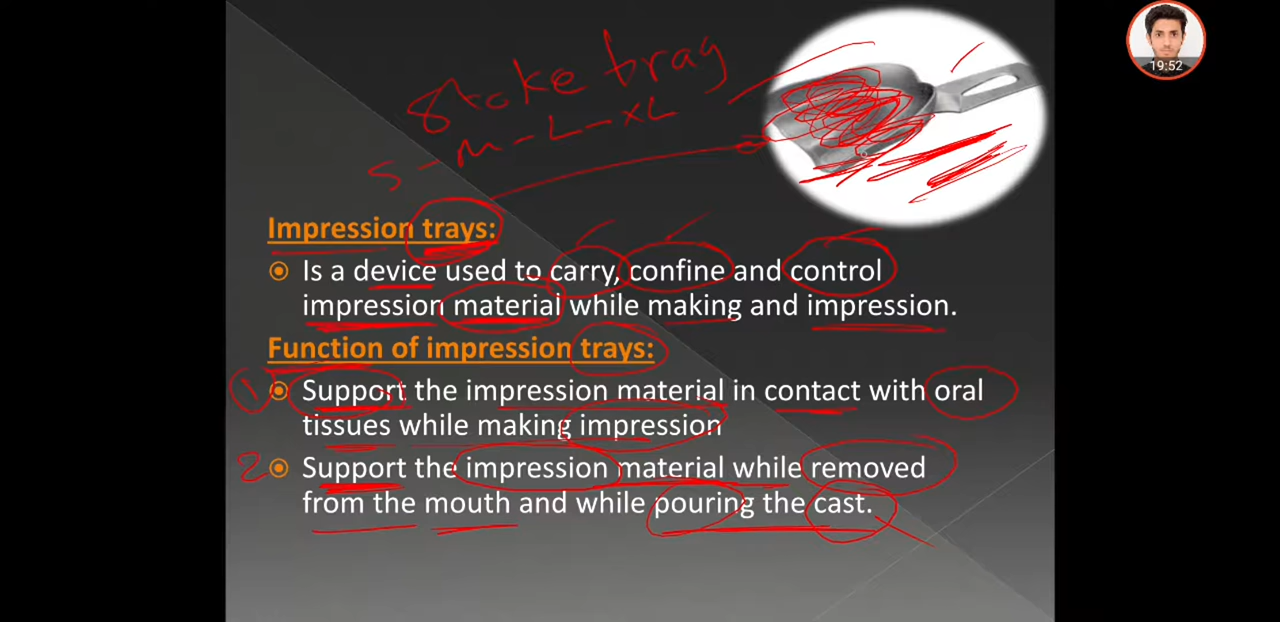 stoke tray
S - M - L - XL
19:52
Impression trays:
Is a device used to carry, confine and control
impression material while making and impression.
Function of impression trays:
1 Support the impression material in contact with oral
tissues while making impression
2 Support the impression material while removed
from the mouth and while pouring the cast.